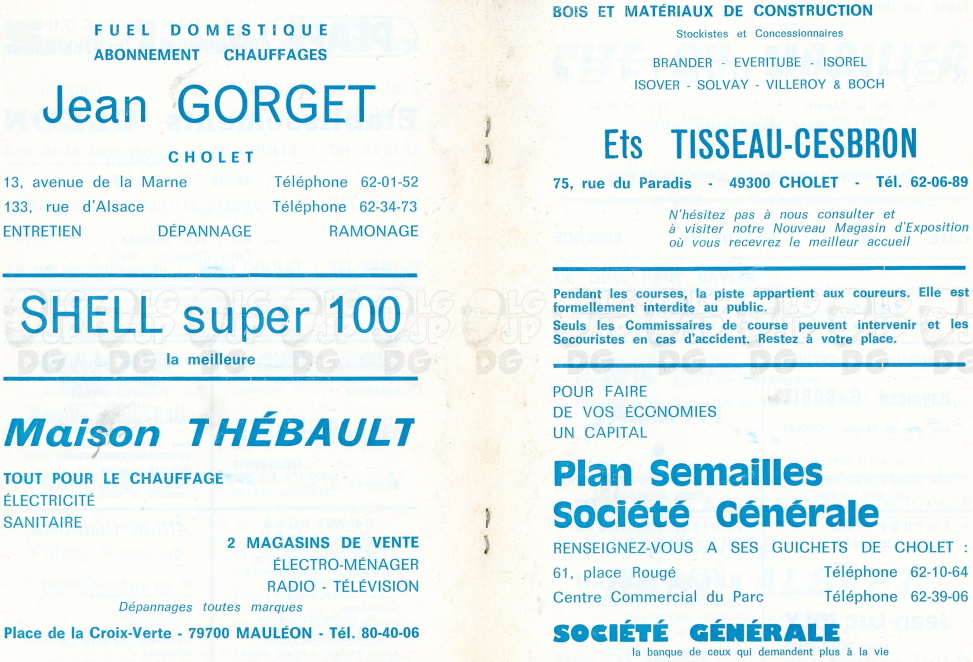 FUEL DOMESTIQUE
ABONNEMENT CHAUFFAGES
Jean GORGET
CHOLET
13, avenue de la Marne Téléphone 62-01-52
133, rue d'Alsace Téléphone 62-34-73
ENTRETIEN DÉPANNAGE RAMONAGE
SHELL super 100
la meilleure
Maison THÉBAULT
TOUT POUR LE CHAUFFAGE
ÉLECTRICITÉ
SANITAIRE
2 MAGASINS DE VENTE
ÉLECTRO-MÉNAGER
RADIO - TÉLÉVISION
Dépannages toutes marques
Place de la Croix-Verte - 79700 MAULÉON - Tél. 80-40-06
BOIS ET MATÉRIAUX DE CONSTRUCTION
Stockistes et Concessionnaires
BRANDER - EVERITUBE - ISOREL
ISOVER - SOLVAY - VILLEROY & BOCH
Ets TISSEAU-CESBRON
75, rue du Paradis - 49300 CHOLET - Tél. 62-06-89
N'hésitez pas à nous consulter et
à visiter notre Nouveau Magasin d'Exposition
où vous recevrez le meilleur accueil
Pendant les courses, la piste appartient aux coureurs. Elle est
formellement interdite au public.
Seuls les Commissaires de course peuvent intervenir et les
Secouristes en cas d'accident. Restez à votre place.
POUR FAIRE
DE VOS ÉCONOMIES
UN CAPITAL
Plan Semailles
Société Générale
RENSEIGNEZ-VOUS A SES GUICHETS DE CHOLET :
61, place Rougé Téléphone 62-10-64
Centre Commercial du Parc Téléphone 62-39-06
SOCIÉTÉ GÉNÉRALE
la banque de ceux qui demandent plus à la vie